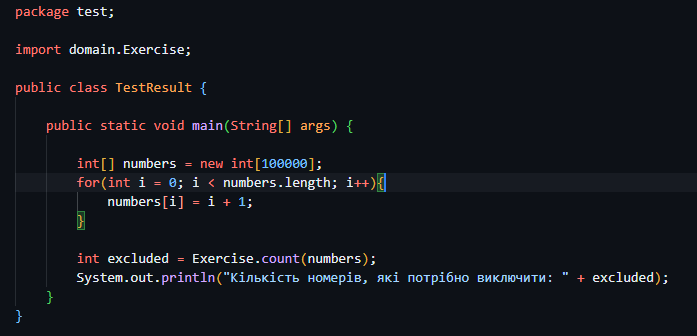 package test;
import domain.Exercise;
public class TestResult {
public static void main(String[] args) {
int[] numbers = new int[100000];
for(int i = 0; i < numbers.length; i++){
numbers[i] = i + 1;
}
int excluded = Exercise.count(numbers);
System.out.println("Кількість номерів, які потрібно виключити: " + excluded);
}
}